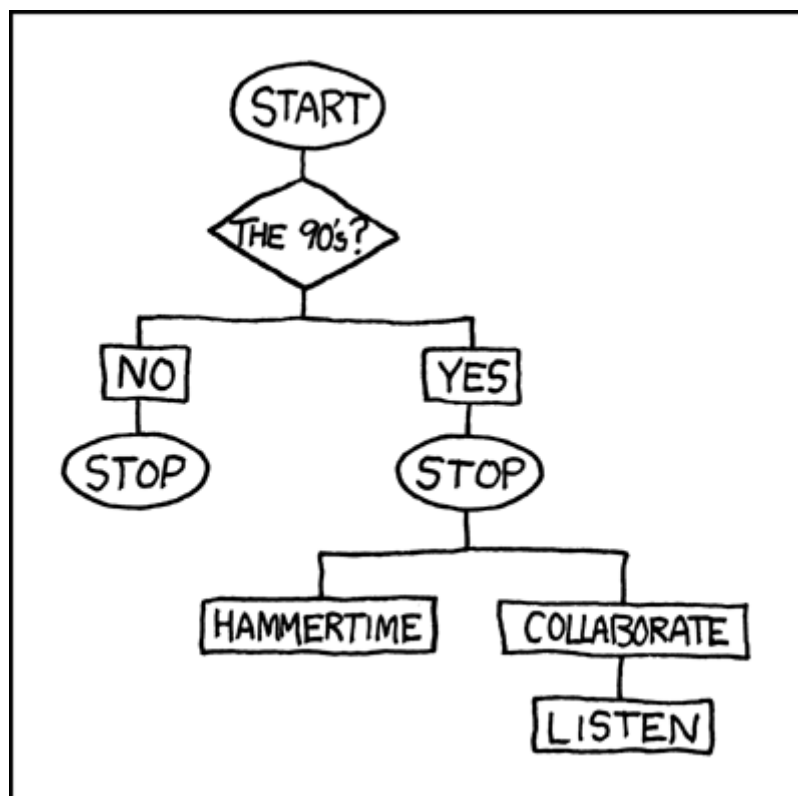 START
THE 90's?
NO
YES
STOP
STOP
HAMMERTIME
COLLABORATE
LISTEN